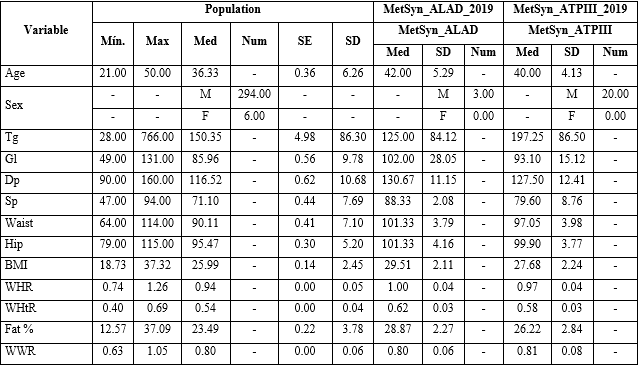 Variable Population MetSyn_ALAD_2019 MetSyn_ATPIII_2019
MetSyn_ALAD MetSyn_ATPIII
Mín. Max Med Num SE SD Med SD Num Med SD Num
Age 21.00 50.00 36.33 - 0.36 6.26 42.00 5.29 - 40.00 4.13 -
Sex - - M 294.00 - - - M 3.00 - M 20.00
- - F 6.00 - - - F 0.00 - F 0.00
Tg 28.00 766.00 150.35 - 4.98 86.30 125.00 84.12 - 197.25 86.50 -
Gl 49.00 131.00 85.96 - 0.56 9.78 102.00 28.05 - 93.10 15.12 -
Dp 90.00 160.00 116.52 - 0.62 10.68 130.67 11.15 - 127.50 12.41 -
Sp 47.00 94.00 71.10 - 0.44 7.69 88.33 2.08 - 79.60 8.76 -
Waist 64.00 114.00 90.11 - 0.41 7.10 101.33 3.79 - 97.05 3.98 -
Hip 79.00 115.00 95.47 - 0.30 5.20 101.33 4.16 - 99.90 3.77 -
BMI 18.73 37.32 25.99 - 0.14 2.45 29.51 2.11 - 27.68 2.24 -
WHR 0.74 1.26 0.94 - 0.00 0.05 1.00 0.04 - 0.97 0.04 -
WHtR 0.40 0.69 0.54 - 0.00 0.04 0.62 0.03 - 0.58 0.03 -
Fat % 12.57 37.09 23.49 - 0.22 3.78 28.87 2.27 - 26.22 2.84 -
WWR 0.63 1.05 0.80 - 0.00 0.06 0.80 0.06 - 0.81 0.08 -